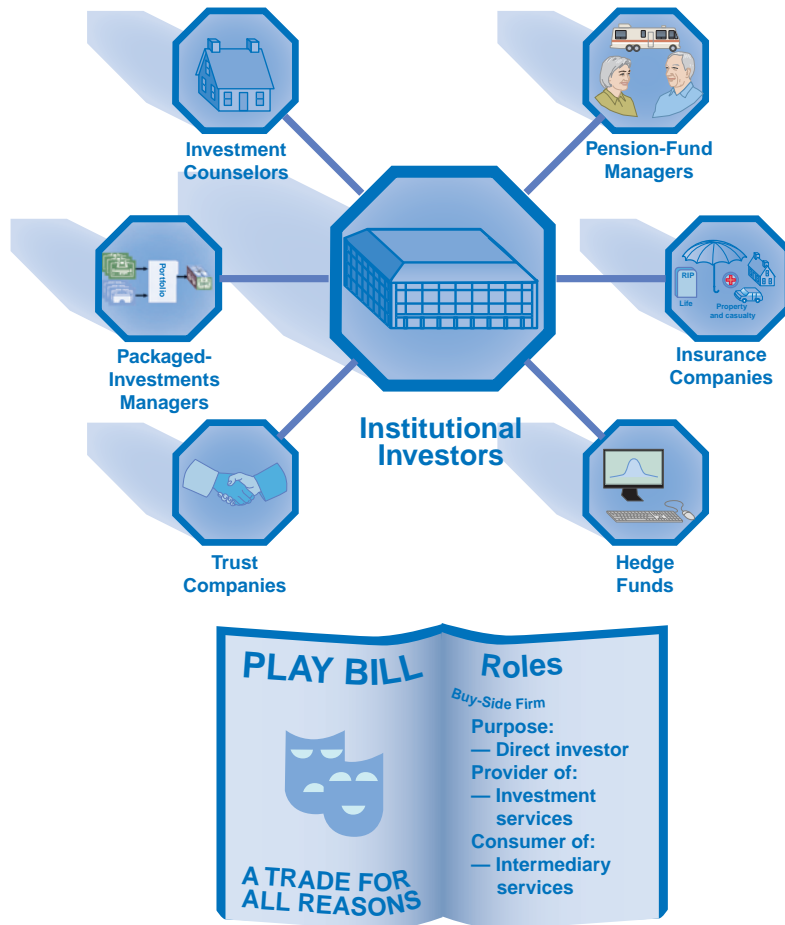 Investment
Counselors
Pension-Fund
Managers
Portfolio
Packaged-
Investments
Managers
RIP
Life
Property
and casualty
Insurance
Companies
Institutional
Investors
Trust
Companies
Hedge
Funds
PLAY BILL
A TRADE FOR
ALL REASONS
Roles
Buy-Side Firm
Purpose:
— Direct investor
Provider of:
— Investment
services
Consumer of:
— Intermediary
services